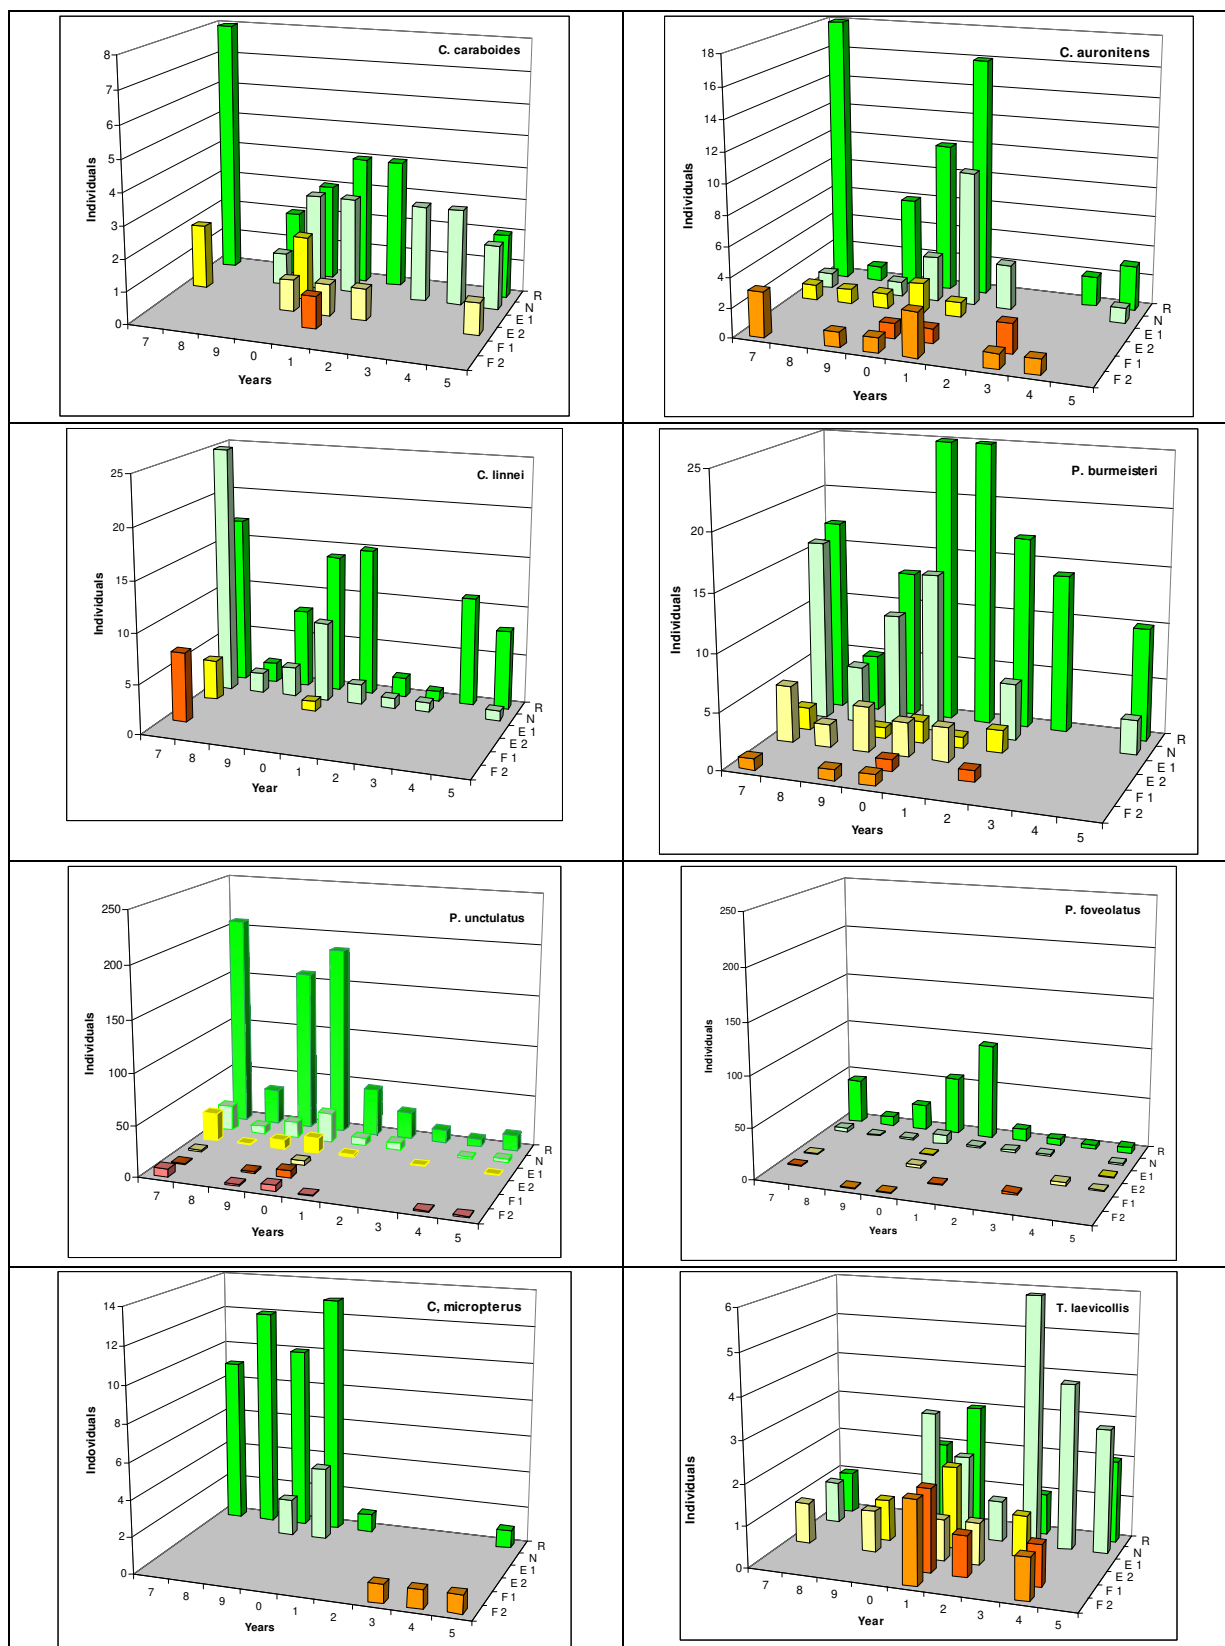 C. caraboides
8
7
6
5
4
3
2
1
0
Individuals
7 8 9 0 1 2 3 4 5
Years
R
N
E 1
E 2
F 1
F 2
C. auronitens
18
16
14
12
10
8
6
4
2
0
Individuals
7 8 9 0 1 2 3 4 5
Years
R
N
E 1
E 2
F 1
F 2
C. linnei
25
20
15
10
5
0
Individuals
7 8 9 0 1 2 3 4 5
Year
R
N
E 1
E 2
F 1
F 2
P. burmeisteri
25
20
15
10
5
0
Individuals
7 8 9 0 1 2 3 4 5
Years
R
N
E 1
E 2
F 1
F 2
P. unctulatus
250
200
150
100
50
0
Individuals
7 8 9 0 1 2 3 4 5
Years
R
N
E 1
E 2
F 1
F 2
P. foveolatus
250
200
150
100
50
0
Individuals
7 8 9 0 1 2 3 4 5
Years
R
N
E 1
E 2
F 1
F 2
C, micropterus
14
12
10
8
6
4
2
0
Indoviduals
7 8 9 0 1 2 3 4 5
Years
R
N
E 1
E 2
F 1
F 2
T. laevicollis
6
5
4
3
2
1
0
Individuals
7 8 9 0 1 2 3 4 5
Year
R
N
E 1
E 2
F 1
F 2